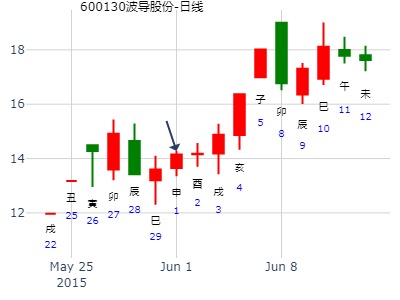 600130波导股份-日线
18
16
14
12
戌
22
丑
25
寅
26
卯
27
辰
28
巳
29
申
1
酉
2
戌
3
亥
4
子
5
卯
8
辰
9
巳
10
午
11
未
12
May 25
2015
Jun 1
Jun 8